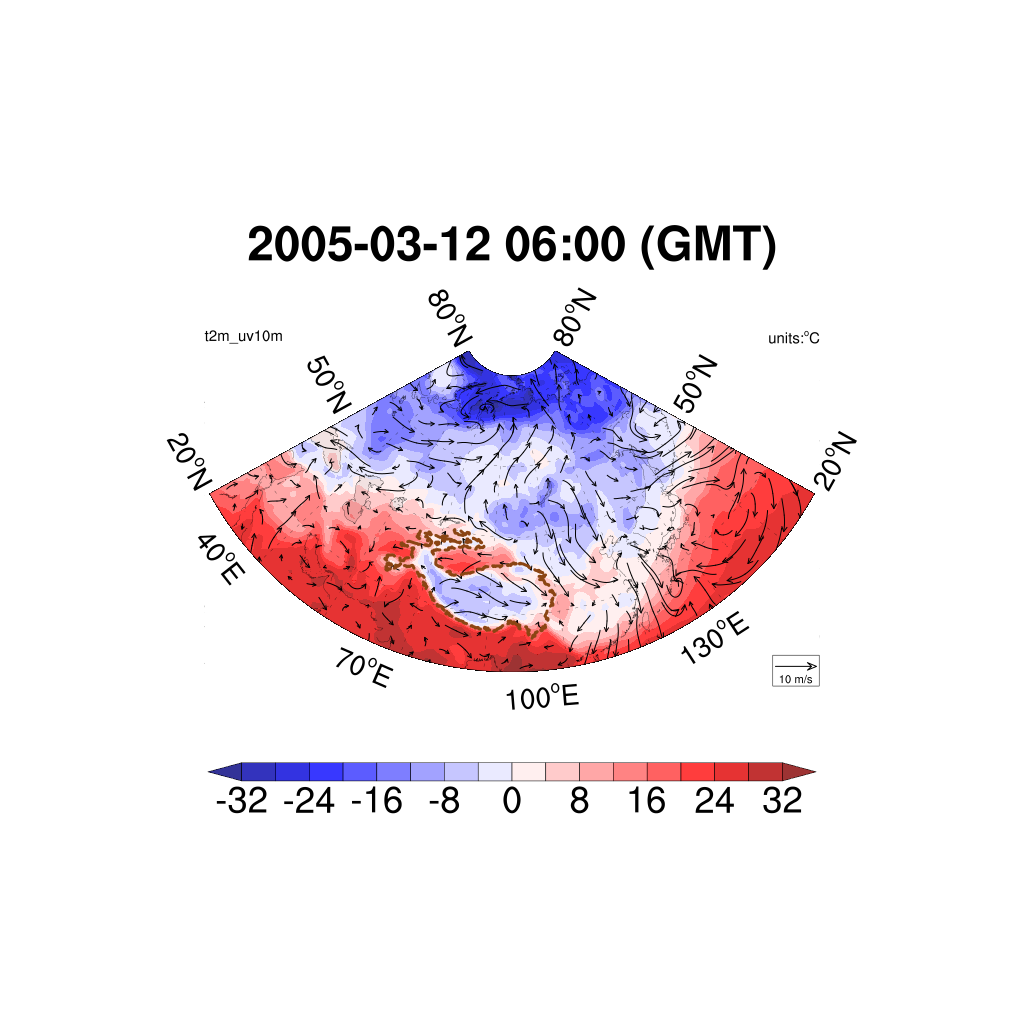 2005-03-12 06:00 (GMT)
80°N 80°N
t2m_uv10m units:°C
50°N 50°N
20°N 20°N
40°E
70°E 100°E 130°E
10 m/s
-32 -24 -16 -8 0 8 16 24 32